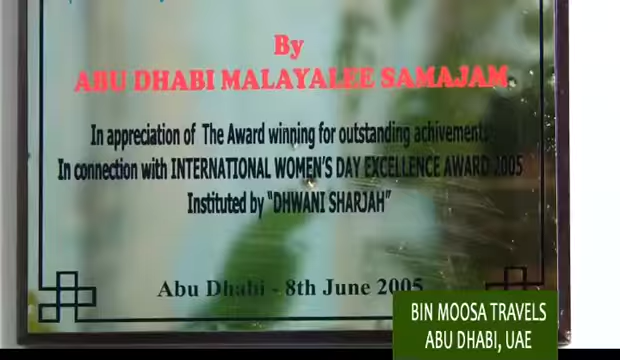 By
ABU DHABI MALAYALEE SAMAJAM
In appreciation of The Award winning for outstanding achivements
In connection with INTERNATIONAL WOMEN'S DAY EXCELLENCE AWARD 2005
Instituted by "DHWANI SHARJAH"
Abu Dhabi - 8th June 2005
BIN MOOSA TRAVELS
ABU DHABI, UAE